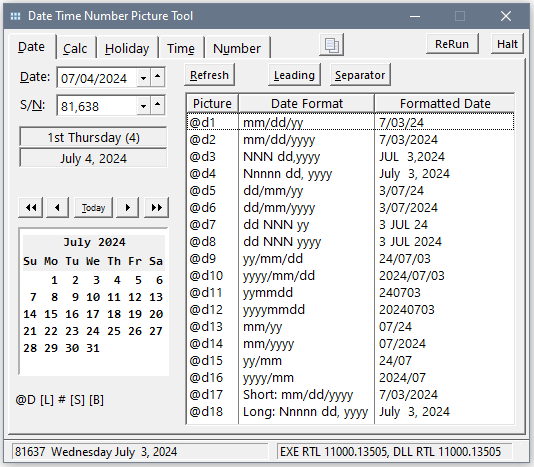 Date Time Number Picture Tool
Date Calc Holiday Time Number ReRun Halt
Date: 07/04/2024
S/N: 81,638
1st Thursday (4)
July 4, 2024
Today
July 2024
Su Mo Tu We Th Fr Sa
1 2 3 4 5 6
7 8 9 10 11 12 13
14 15 16 17 18 19 20
21 22 23 24 25 26 27
28 29 30 31
@D [L] # [S] [B]
Refresh Leading Separator
Picture Date Format Formatted Date
@d1 mm/dd/yy 7/03/24
@d2 mm/dd/yyyy 7/03/2024
@d3 NNN dd,yyyy JUL  3,2024
@d4 Nnnnn dd, yyyy July  3, 2024
@d5 dd/mm/yy 3/07/24
@d6 dd/mm/yyyy 3/07/2024
@d7 dd NNN yy 3 JUL 24
@d8 dd NNN yyyy 3 JUL 2024
@d9 yy/mm/dd 24/07/03
@d10 yyyy/mm/dd 2024/07/03
@d11 yymmdd 240703
@d12 yyyymmdd 20240703
@d13 mm/yy 07/24
@d14 mm/yyyy 07/2024
@d15 yy/mm 24/07
@d16 yyyy/mm 2024/07
@d17 Short: mm/dd/yyyy 7/03/2024
@d18 Long: Nnnnn dd, yyyy July  3, 2024
81637  Wednesday July  3, 2024 EXE RTL 11000.13505, DLL RTL 11000.13505